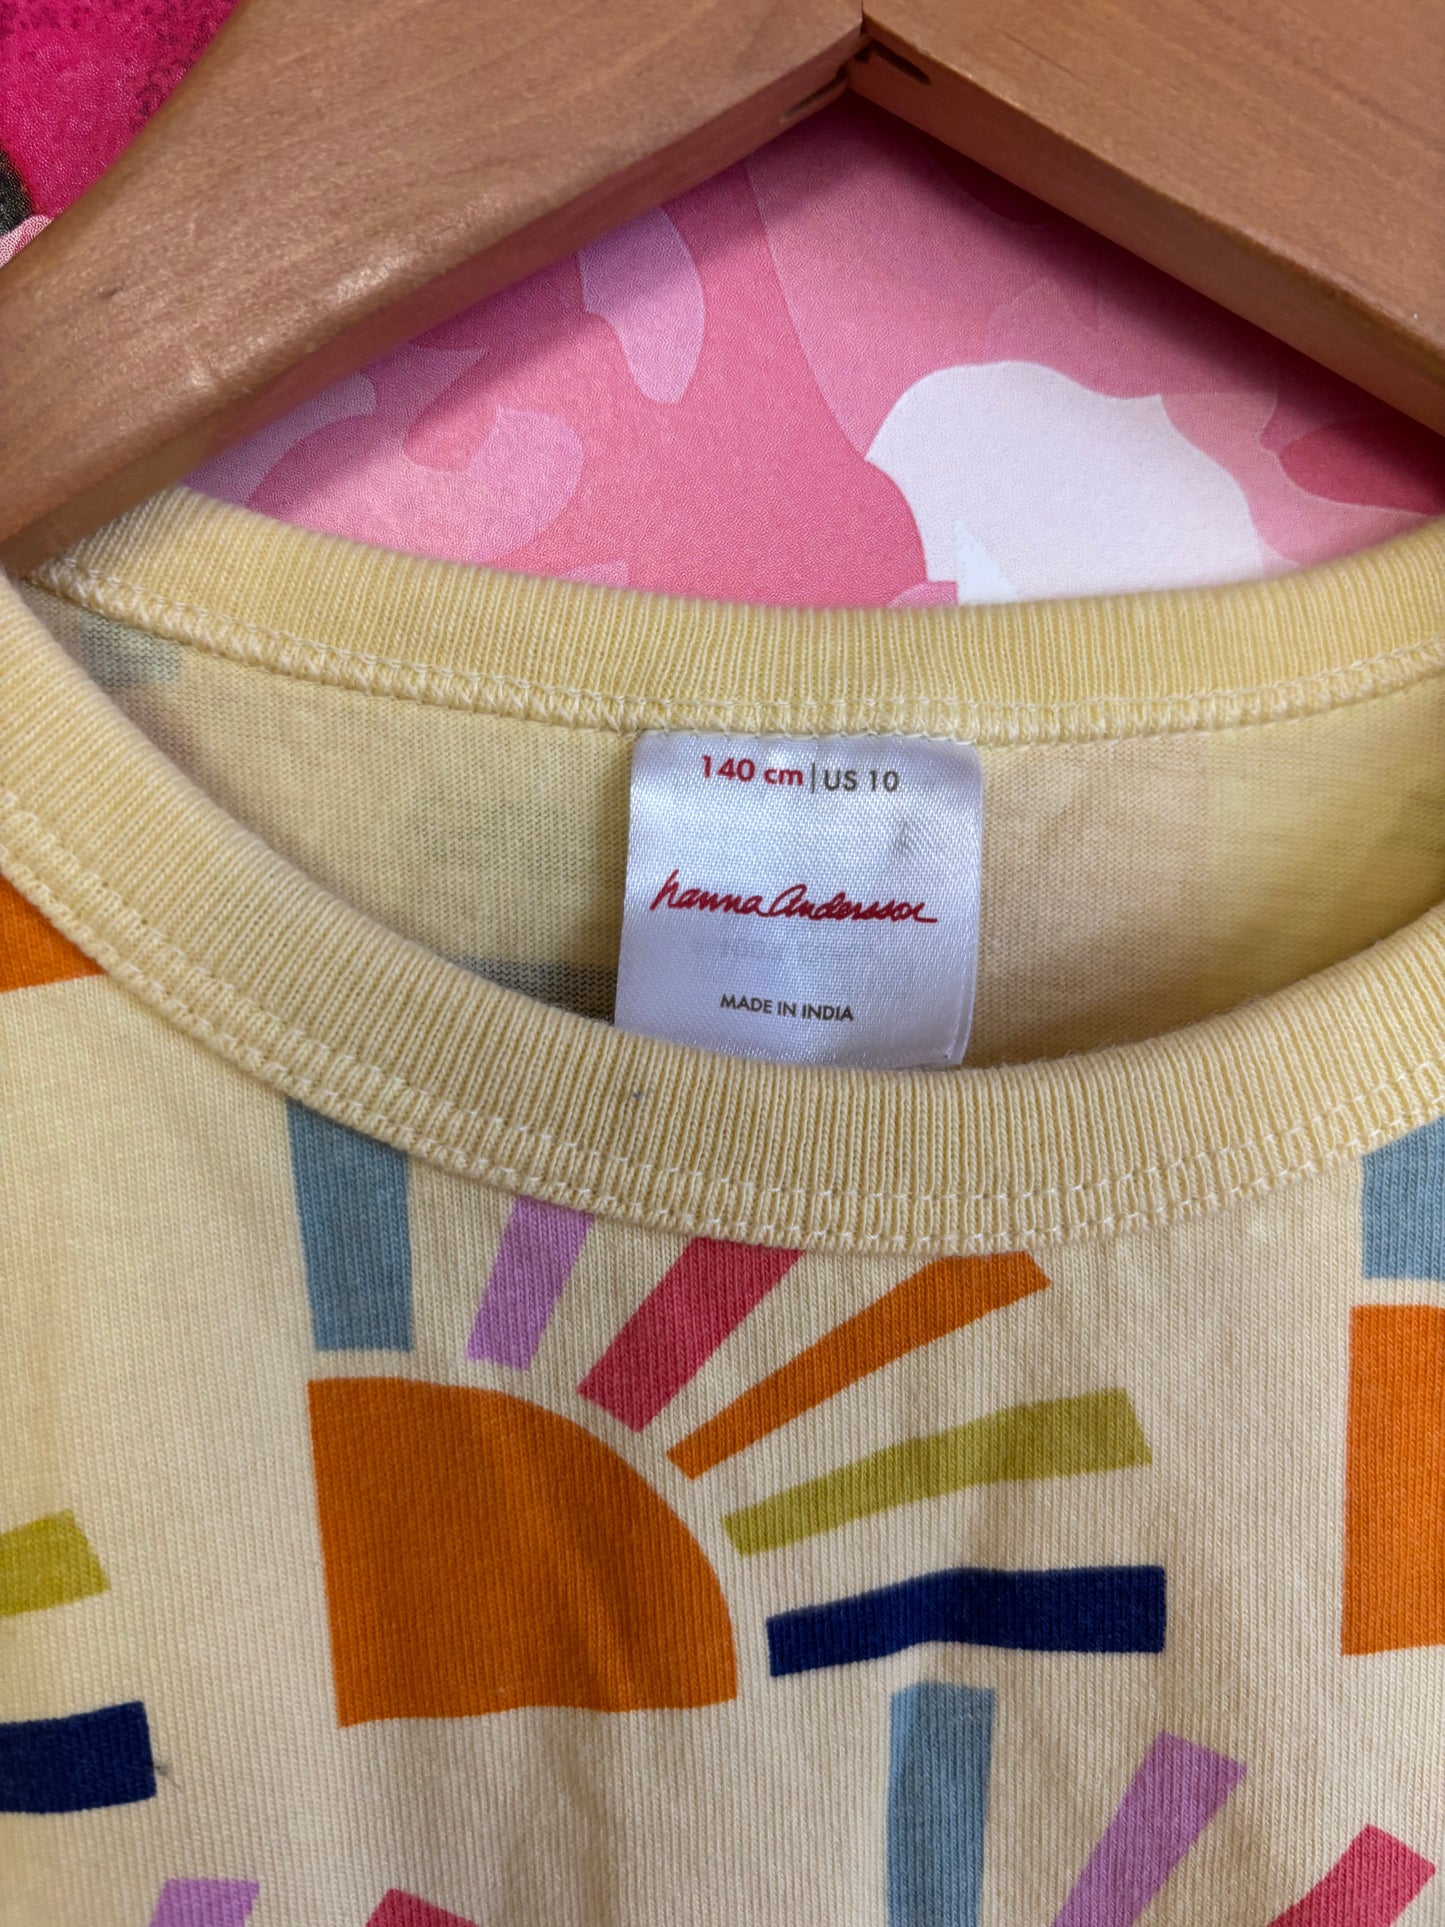 140 cm | US 10
hanna Andersson
MADE IN INDIA